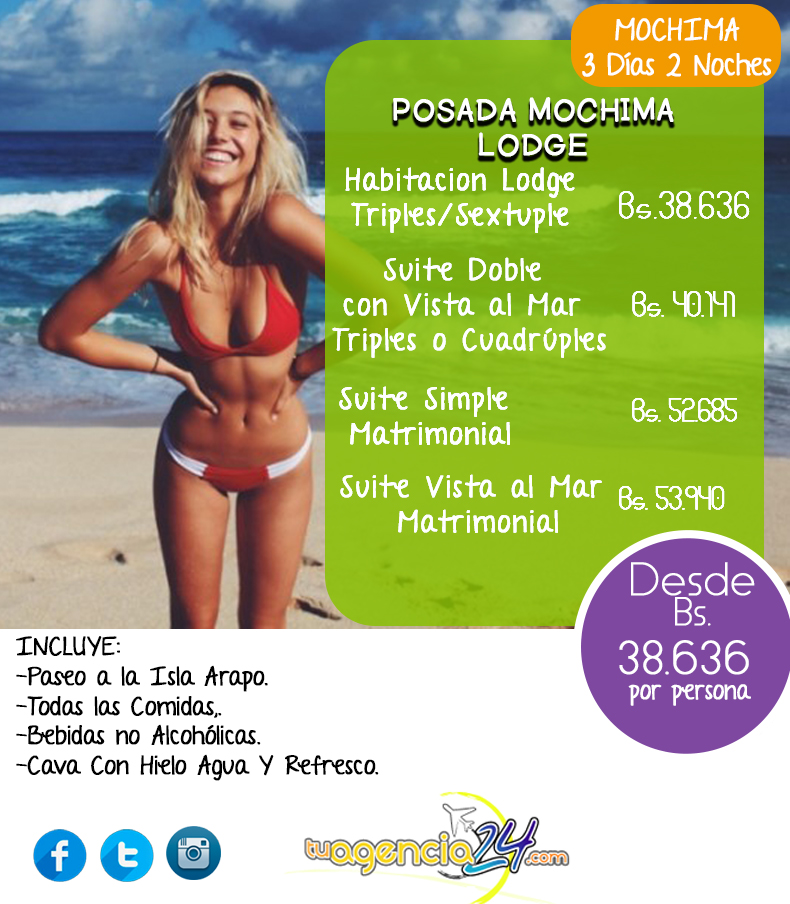 MOCHIMA
3 Días 2 Noches
POSADA MOCHIMA
LODGE
Habitacion Lodge
Triples/Sextuple
Bs.38.636
Suite Doble
con Vista al Mar
Triples o Cuadrúples
Bs. 40.141
Suite Simple
Matrimonial
Bs. 52.685
Suite Vista al Mar
Matrimonial
Bs. 53.940
Desde
Bs.
38.636
por persona
INCLUYE:
-Paseo a la Isla Arapo.
-Todas las Comidas,.
-Bebidas no Alcohólicas.
-Cava Con Hielo Agua Y Refresco.
tuagencia24.com